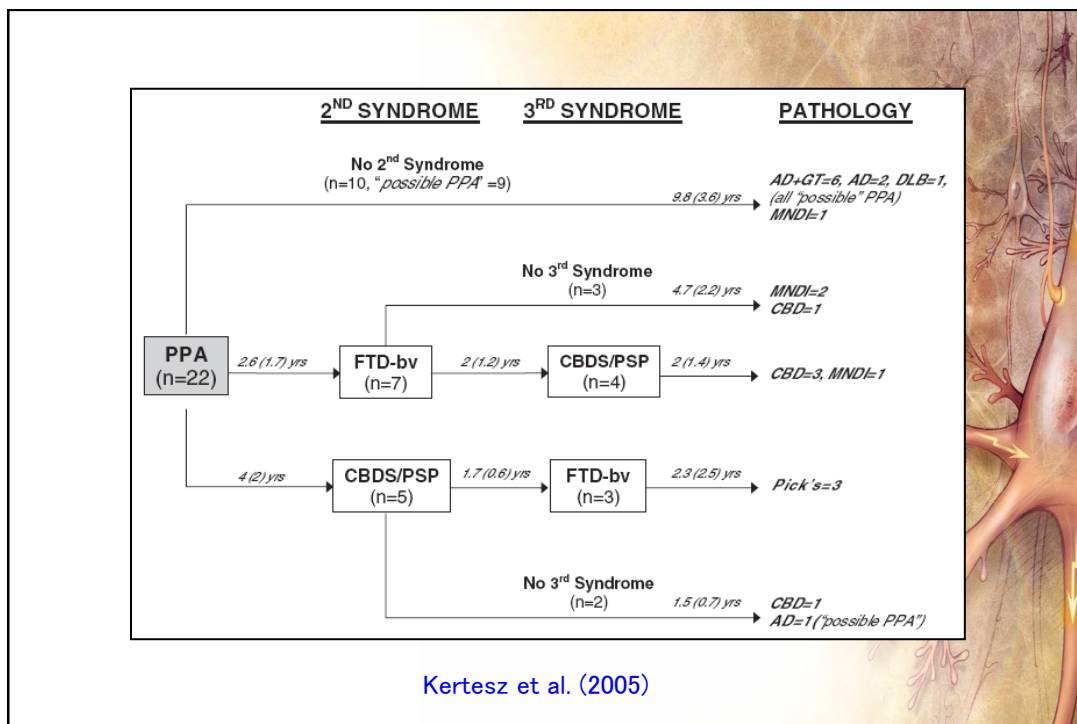 2ND SYNDROME 3RD SYNDROME PATHOLOGY
No 2nd Syndrome
(n=10, "possible PPA" =9)
9.8 (3.6) yrs
AD+GT=6, AD=2, DLB=1,
(all "possible" PPA)
MNDI=1
No 3rd Syndrome
(n=3)
4.7 (2.2) yrs
MNDI=2
CBD=1
PPA
(n=22)
2.6 (1.7) yrs
FTD-bv
(n=7)
2 (1.2) yrs
CBDS/PSP
(n=4)
2 (1.4) yrs
CBD=3, MNDI=1
4 (2) yrs
CBDS/PSP
(n=5)
1.7 (0.6) yrs
FTD-bv
(n=3)
2.3 (2.5) yrs
Pick's=3
No 3rd Syndrome
(n=2)
1.5 (0.7) yrs
CBD=1
AD=1 ("possible PPA")
Kertesz et al. (2005)